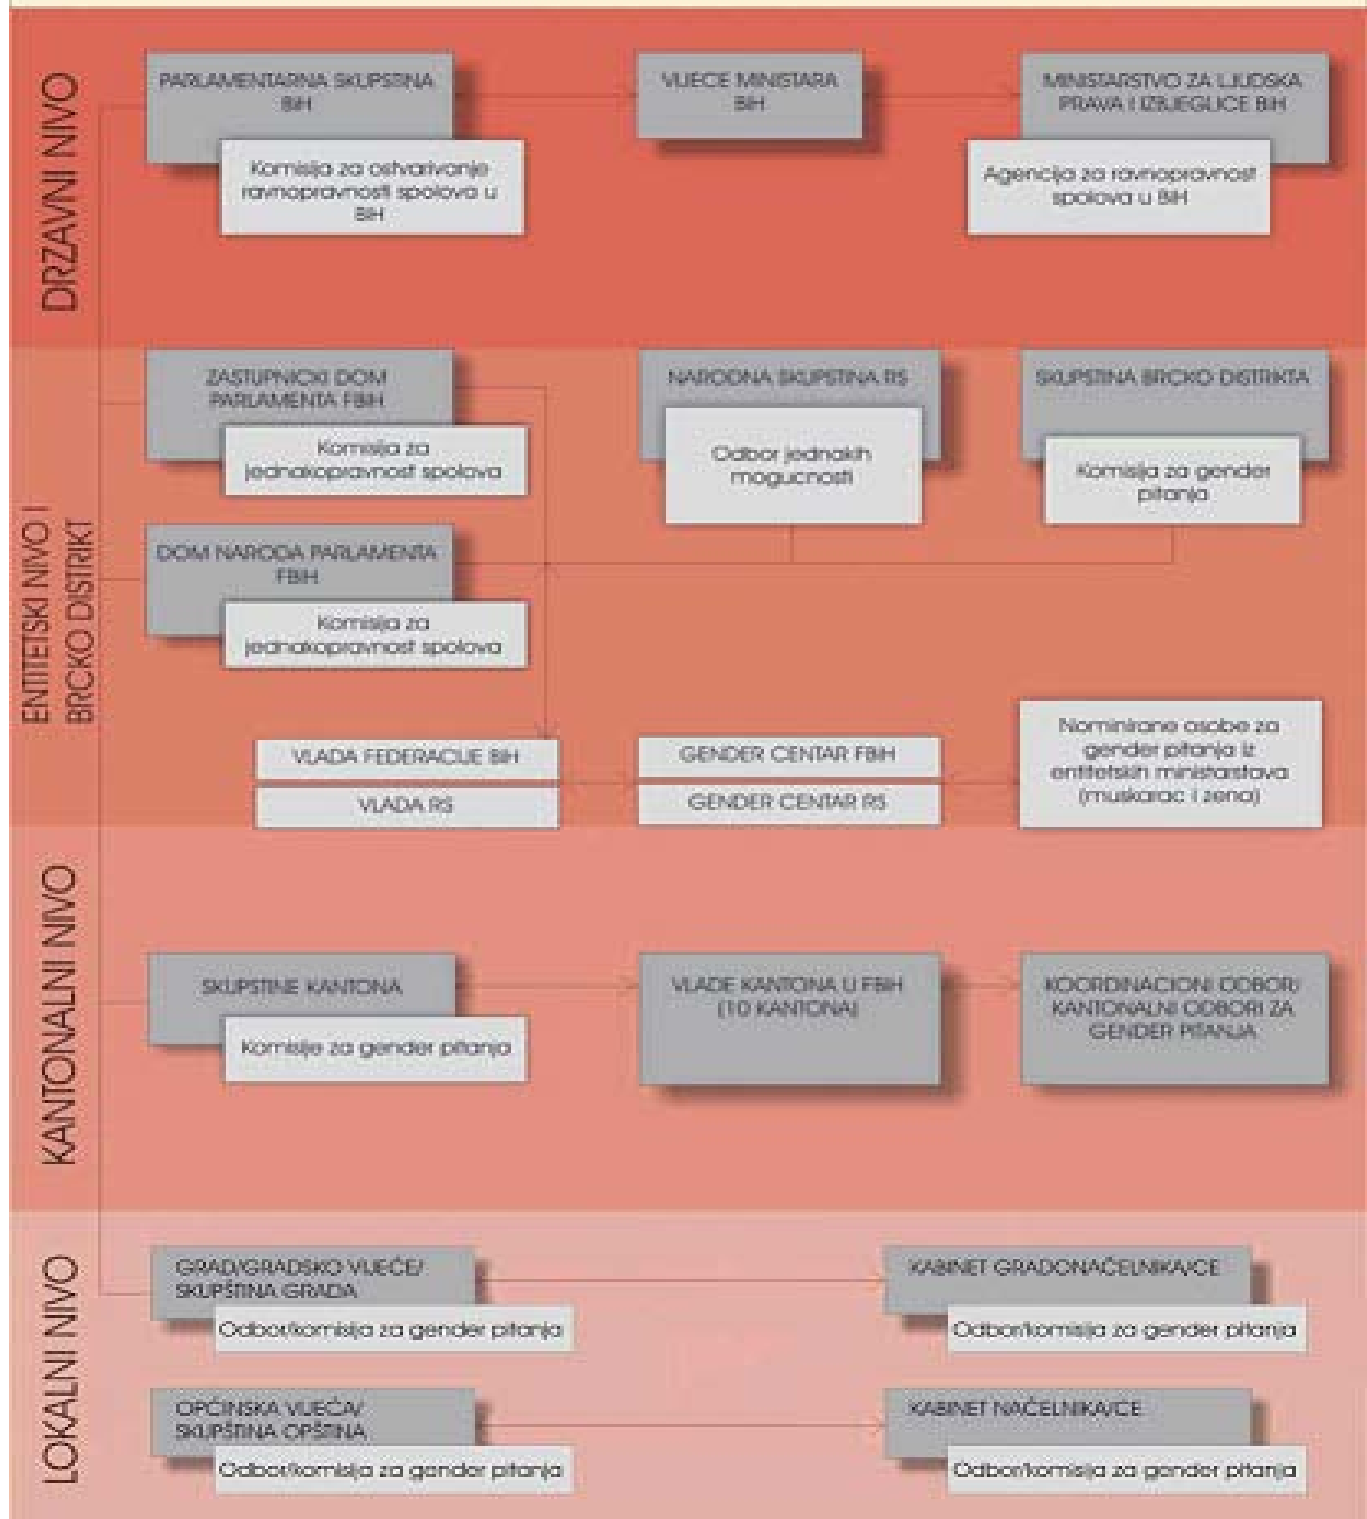 DRZAVNI NIVO
PARLAMENTARNA SKUPSTINA
BiH
Komisija za ostvarivanje
ravnopravnosti spolova u
BiH
VIJECE MINISTARA
BiH
MINISTARSTVO ZA LJUDSKA
PRAVA I IZBJEGLICE BiH
Agencija za ravnopravnost
spolova u BiH
ENTITETSKI NIVO I
BRCKO DISTRIKT
ZASTUPNICKI DOM
PARLAMENTA FBiH
Komisija za
jednakopravnost spolova
NARODNA SKUPSTINA RS
Odbor jednakih
mogucnosti
SKUPSTINA BRCKO DISTRIKTA
Komisija za gender
pitanja
DOM NARODA PARLAMENTA
FBiH
Komisija za
jednakopravnost spolova
VLADA FEDERACIJE BiH
VLADA RS
GENDER CENTAR FBiH
GENDER CENTAR RS
Nominirane osobe za
gender pitanja iz
entitetskih ministarstava
(muskarac i zena)
KANTONALNI NIVO
SKUPSTINE KANTONA
Komisije za gender pitanja
VLADE KANTONA U FBiH
(10 KANTONA)
KOORDINACIONI ODBOR/
KANTONALNI ODBORI ZA
GENDER PITANJA
LOKALNI NIVO
GRAD/GRADSKO VIJEĆE/
SKUPŠTINA GRADA
Odbor/komisija za gender pitanja
KABINET GRADONAČELNIKA/CE
Odbor/komisija za gender pitanja
OPĆINSKA VIJEĆA/
SKUPŠTINA OPŠTINA
Odbor/komisija za gender pitanja
KABINET NAČELNIKA/CE
Odbor/komisija za gender pitanja